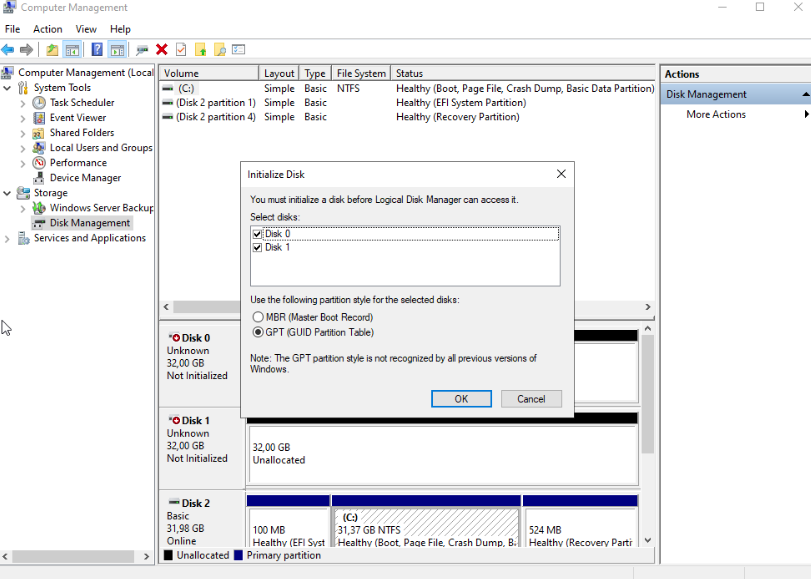 Computer Management
File Action View Help
Computer Management (Local
System Tools
Task Scheduler
Event Viewer
Shared Folders
Local Users and Groups
Performance
Device Manager
Storage
Windows Server Backup
Disk Management
Services and Applications
Volume Layout Type File System Status
(C:) Simple Basic NTFS Healthy (Boot, Page File, Crash Dump, Basic Data Partition)
(Disk 2 partition 1) Simple Basic Healthy (EFI System Partition)
(Disk 2 partition 4) Simple Basic Healthy (Recovery Partition)
Initialize Disk
You must initialize a disk before Logical Disk Manager can access it.
Select disks:
Disk 0
Disk 1
Use the following partition style for the selected disks:
MBR (Master Boot Record)
GPT (GUID Partition Table)
Note: The GPT partition style is not recognized by all previous versions of
Windows.
OK Cancel
Disk 0
Unknown
32,00 GB
Not Initialized
Disk 1
Unknown
32,00 GB
Not Initialized
32,00 GB
Unallocated
Disk 2
Basic
31,98 GB
Online
100 MB
Healthy (EFI Syst
(C:)
31,37 GB NTFS
Healthy (Boot, Page File, Crash Dump, B
524 MB
Healthy (Recovery Parti
Unallocated Primary partition
Actions
Disk Management
More Actions